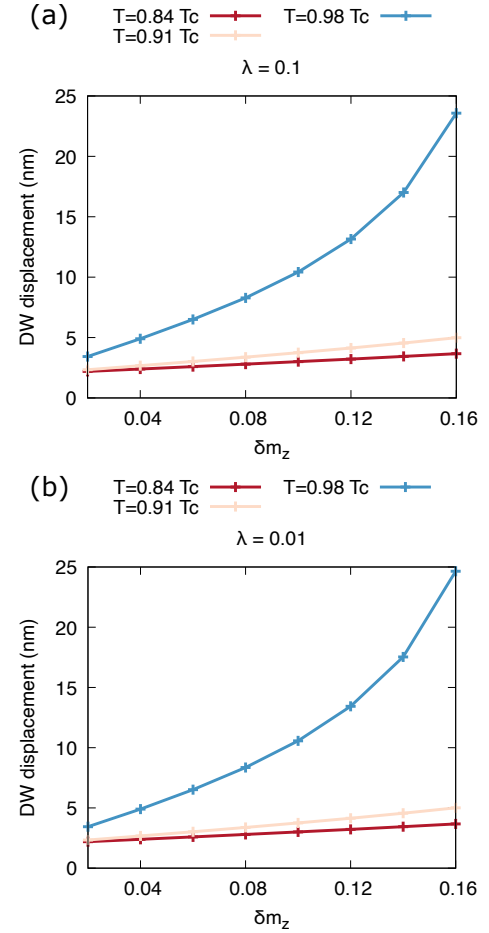 (a)
T=0.84 Tc
T=0.98 Tc
T=0.91 Tc
λ = 0.1
DW displacement (nm)
25
20
15
10
5
0
0.04
0.08
0.12
0.16
δm_z
(b)
T=0.84 Tc
T=0.98 Tc
T=0.91 Tc
λ = 0.01
DW displacement (nm)
25
20
15
10
5
0
0.04
0.08
0.12
0.16
δm_z